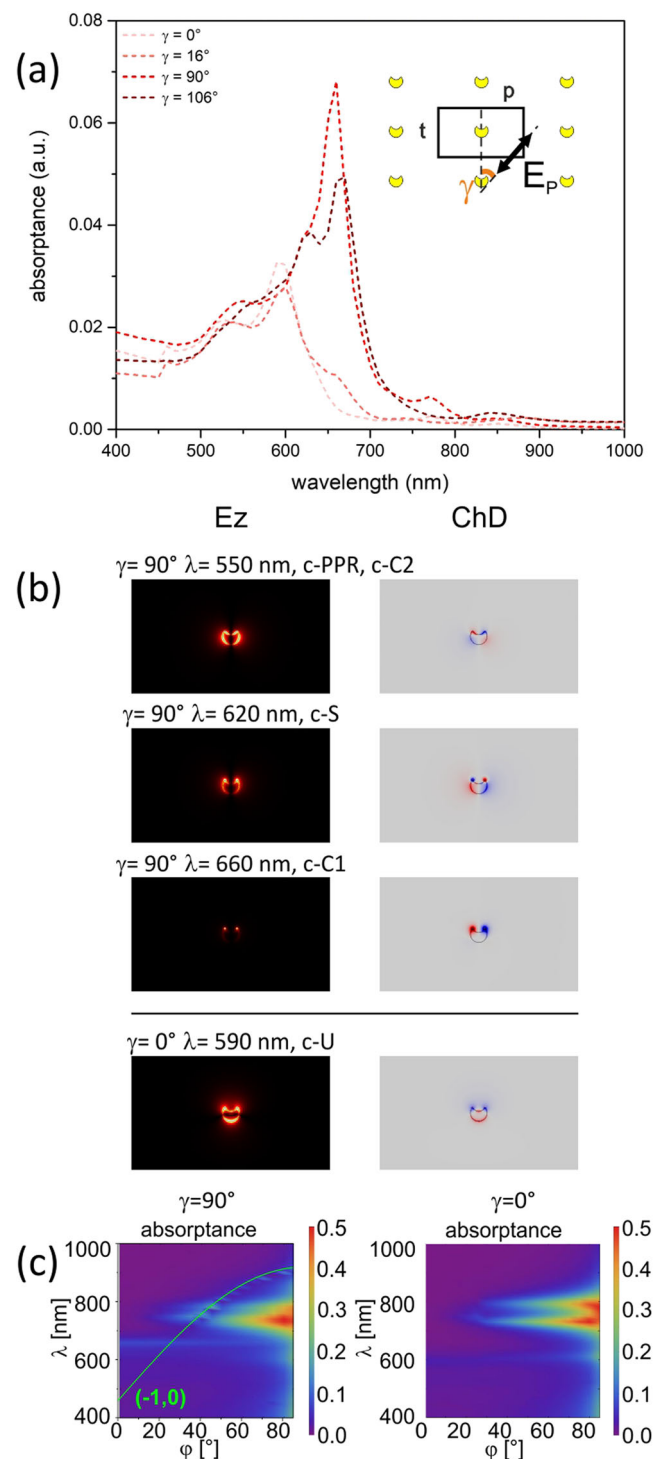 (a)
0.08
0.06
0.04
0.02
0.00
absorptance (a.u.)
γ = 0°
γ = 16°
γ = 90°
γ = 106°
p
t
γ
E_P
400 500 600 700 800 900 1000
wavelength (nm)
Ez ChD
(b)
γ= 90° λ= 550 nm, c-PPR, c-C2
γ= 90° λ= 620 nm, c-S
γ= 90° λ= 660 nm, c-C1
γ= 0° λ= 590 nm, c-U
(c)
γ=90°
absorptance
1000
800
600
400
λ [nm]
(-1,0)
0 20 40 60 80
φ [°]
0.5
0.4
0.3
0.2
0.1
0.0
γ=0°
absorptance
1000
800
600
400
λ [nm]
0 20 40 60 80
φ [°]
0.5
0.4
0.3
0.2
0.1
0.0